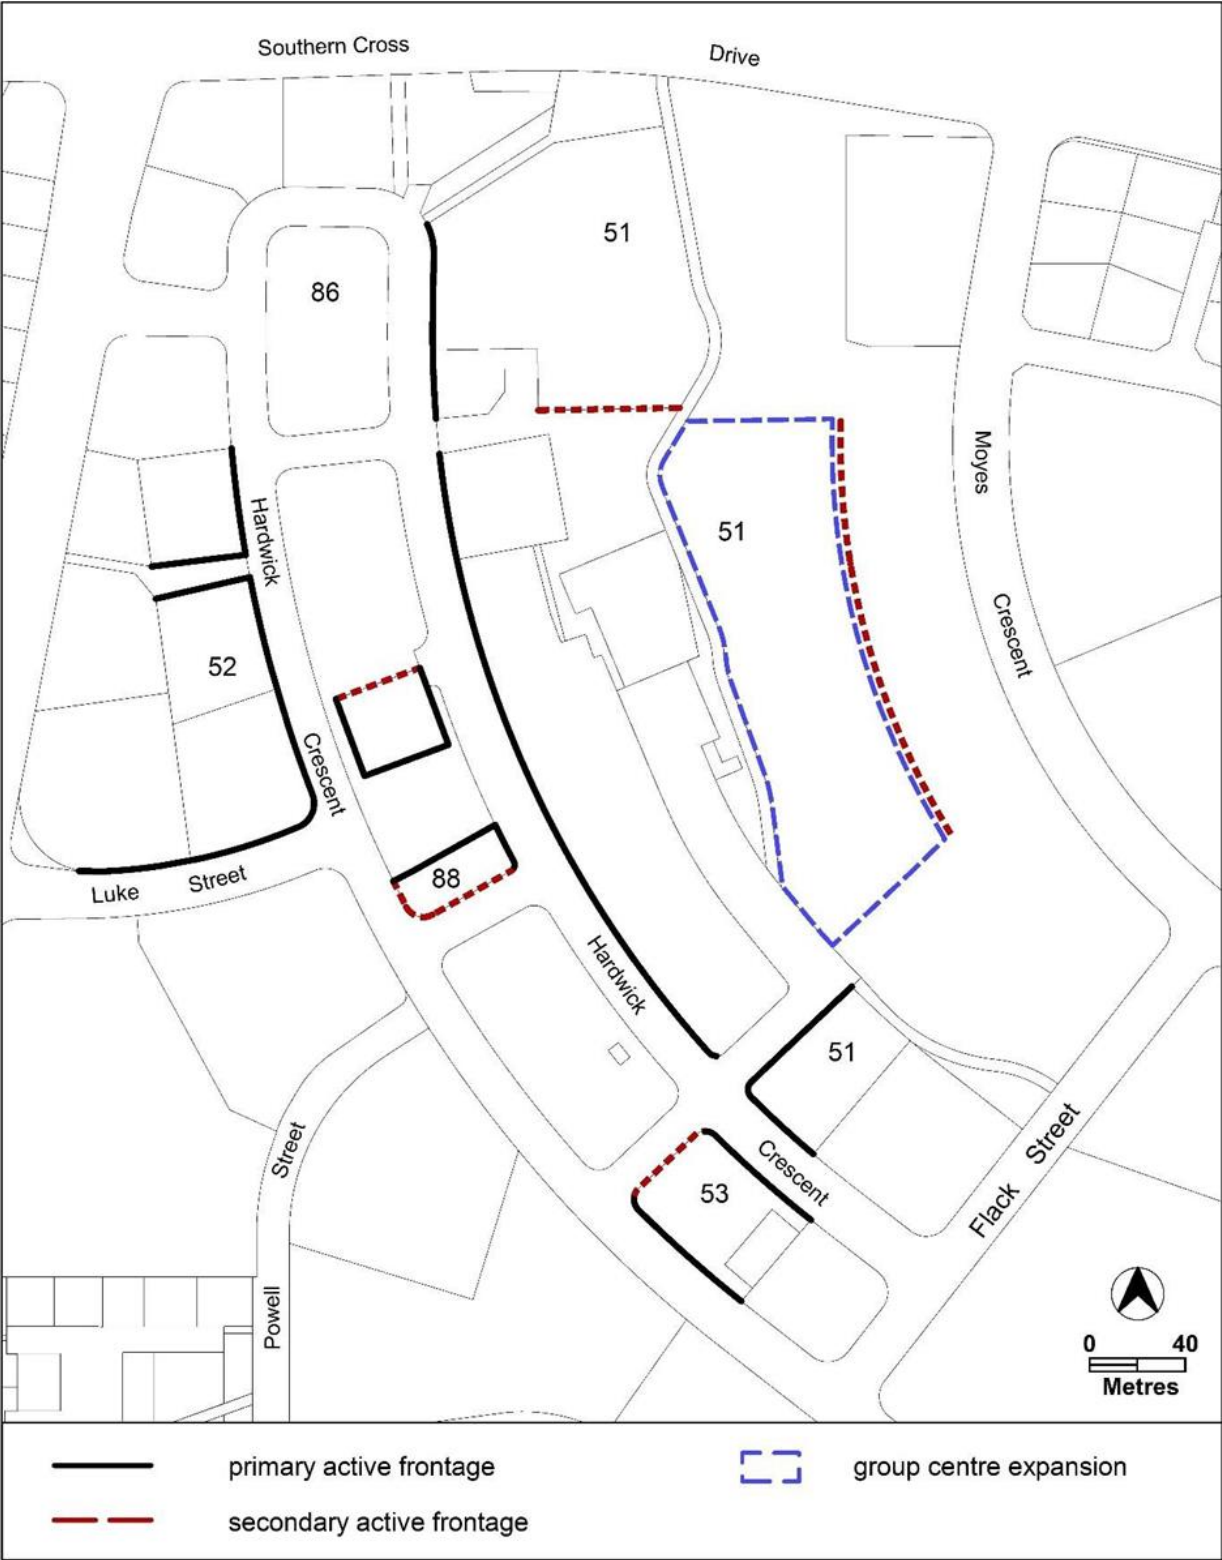 Southern Cross Drive
51
86
Moyes
Hardwick
51
Crescent
52
Crescent
88
Luke Street
Hardwick
51
Street
Street
Crescent
53
Flack
Powell
0 40
Metres
primary active frontage
group centre expansion
secondary active frontage